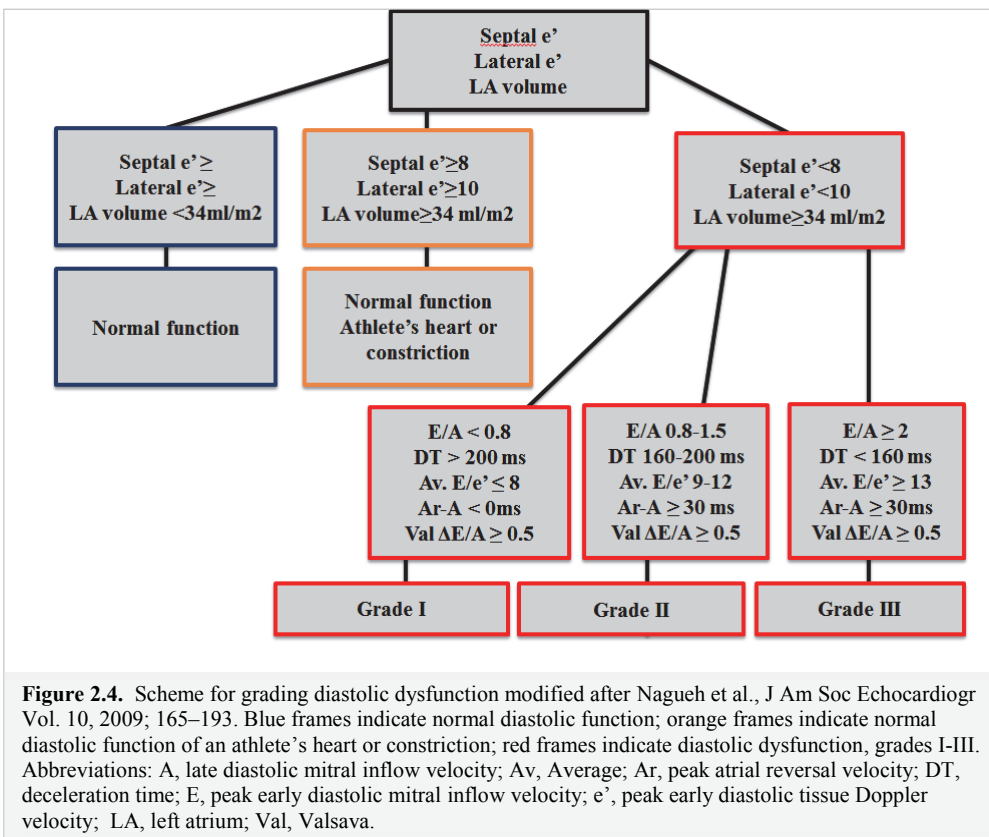 Septal e’
Lateral e’
LA volume
Septal e’≥
Lateral e’≥
LA volume <34ml/m2
Septal e’≥8
Lateral e’≥10
LA volume≥34 ml/m2
Septal e’<8
Lateral e’<10
LA volume≥34 ml/m2
Normal function
Normal function
Athlete’s heart or
constriction
E/A < 0.8
DT > 200 ms
Av. E/e’ ≤ 8
Ar-A < 0ms
Val ΔE/A ≥ 0.5
E/A 0.8-1.5
DT 160-200 ms
Av. E/e’ 9-12
Ar-A ≥ 30 ms
Val ΔE/A ≥ 0.5
E/A ≥ 2
DT < 160 ms
Av. E/e’ ≥ 13
Ar-A ≥ 30ms
Val ΔE/A ≥ 0.5
Grade I
Grade II
Grade III
Figure 2.4. Scheme for grading diastolic dysfunction modified after Nagueh et al., J Am Soc Echocardiogr
Vol. 10, 2009; 165–193. Blue frames indicate normal diastolic function; orange frames indicate normal
diastolic function of an athlete’s heart or constriction; red frames indicate diastolic dysfunction, grades I-III.
Abbreviations: A, late diastolic mitral inflow velocity; Av, Average; Ar, peak atrial reversal velocity; DT,
deceleration time; E, peak early diastolic mitral inflow velocity; e’, peak early diastolic tissue Doppler
velocity; LA, left atrium; Val, Valsava.